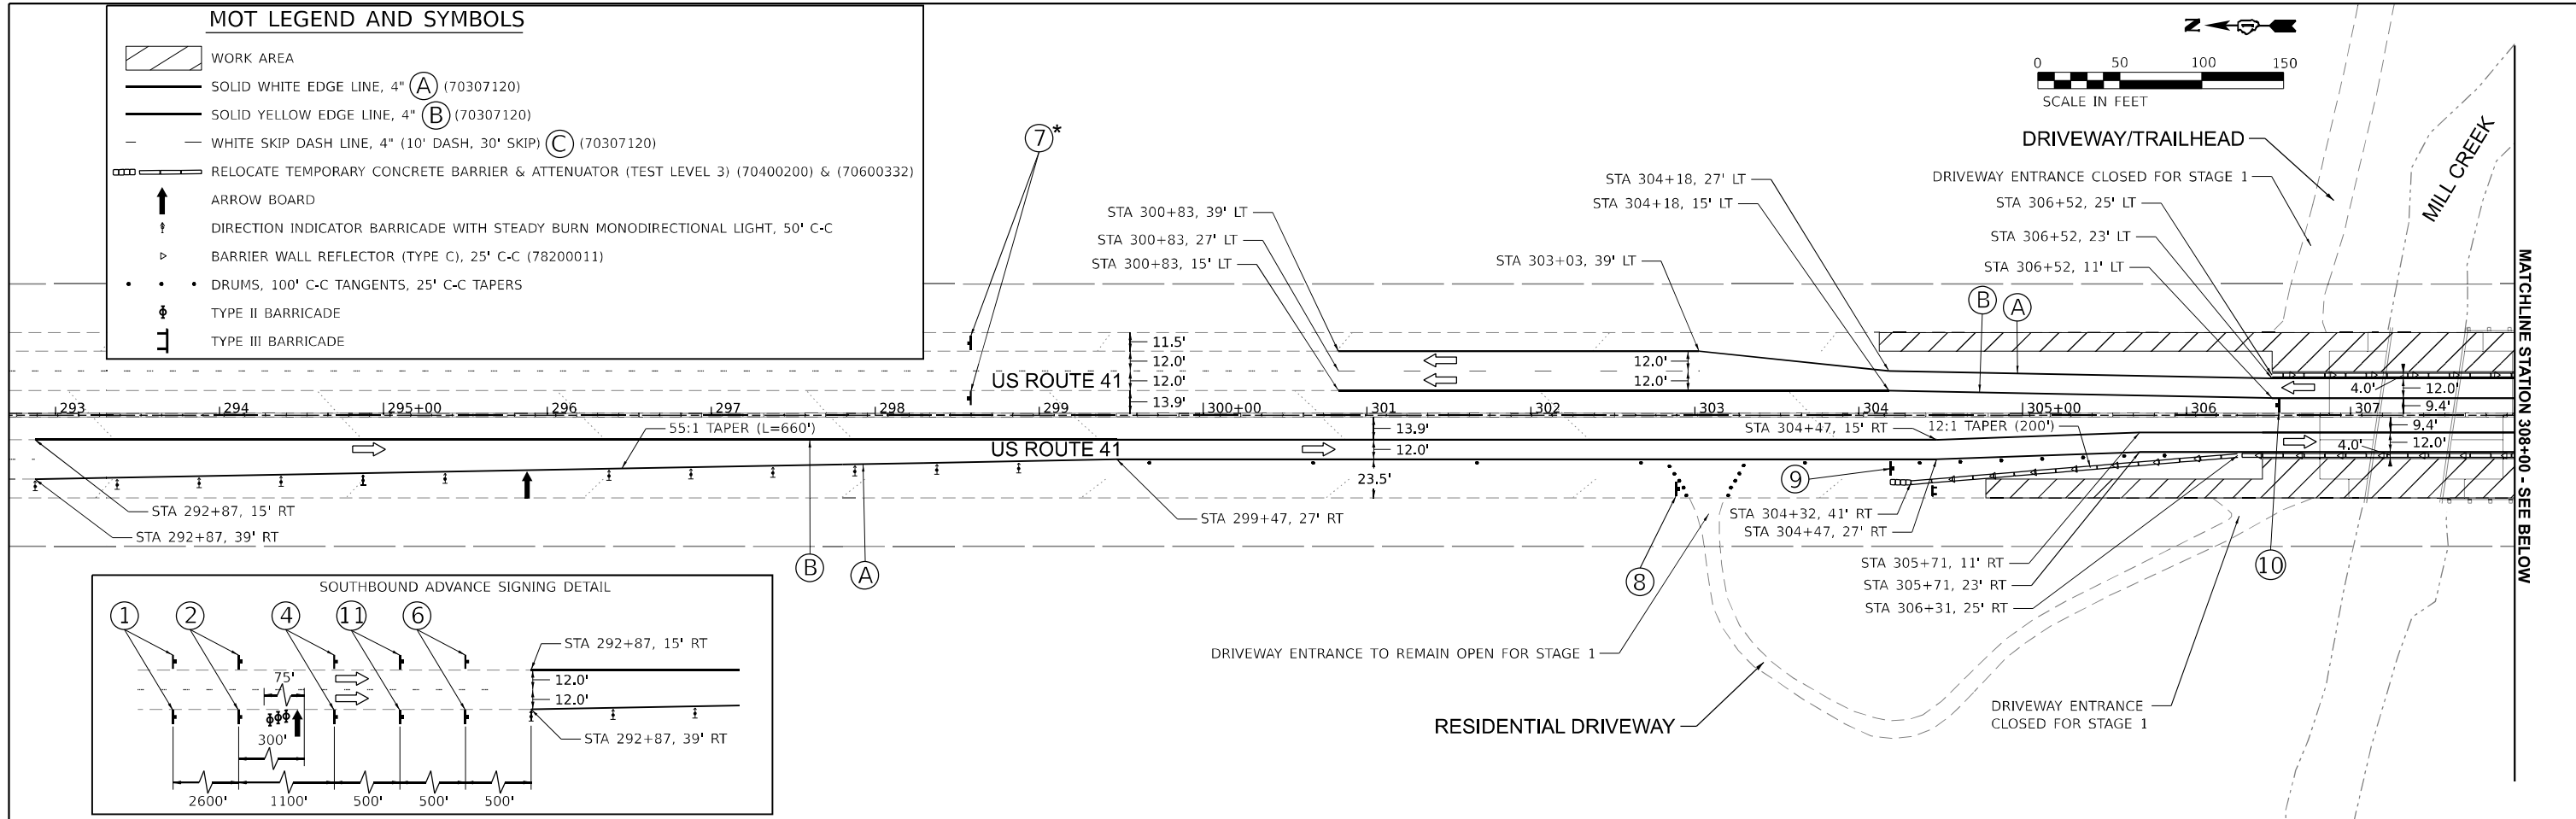 MOT LEGEND AND SYMBOLS
WORK AREA
SOLID WHITE EDGE LINE, 4" A (70307120)
SOLID YELLOW EDGE LINE, 4" B (70307120)
WHITE SKIP DASH LINE, 4" (10' DASH, 30' SKIP) C (70307120)
RELOCATE TEMPORARY CONCRETE BARRIER & ATTENUATOR (TEST LEVEL 3) (70400200) & (70600332)
ARROW BOARD
DIRECTION INDICATOR BARRICADE WITH STEADY BURN MONODIRECTIONAL LIGHT, 50' C-C
BARRIER WALL REFLECTOR (TYPE C), 25' C-C (78200011)
DRUMS, 100' C-C TANGENTS, 25' C-C TAPERS
TYPE II BARRICADE
TYPE III BARRICADE
N
0 50 100 150
SCALE IN FEET
7*
DRIVEWAY/TRAILHEAD
DRIVEWAY ENTRANCE CLOSED FOR STAGE 1
MILL CREEK
STA 306+52, 25' LT
STA 306+52, 23' LT
STA 306+52, 11' LT
STA 304+18, 27' LT
STA 304+18, 15' LT
STA 300+83, 39' LT
STA 300+83, 27' LT
STA 300+83, 15' LT
STA 303+03, 39' LT
B A
MATCHLINE STATION 308+00 - SEE BELOW
11.5'
12.0'
12.0'
13.9'
US ROUTE 41
12.0'
12.0'
4.0'
12.0'
9.4'
293 294 295+00 296 297 298 299 300+00 301 302 303 304 305+00 306 307
55:1 TAPER (L=660')
US ROUTE 41
13.9'
12.0'
23.5'
STA 304+47, 15' RT
12:1 TAPER (200')
9.4'
12.0'
4.0'
STA 292+87, 15' RT
STA 292+87, 39' RT
B A
STA 299+47, 27' RT
8
9
10
STA 304+32, 41' RT
STA 304+47, 27' RT
STA 305+71, 11' RT
STA 305+71, 23' RT
STA 306+31, 25' RT
DRIVEWAY ENTRANCE TO REMAIN OPEN FOR STAGE 1
RESIDENTIAL DRIVEWAY
DRIVEWAY ENTRANCE
CLOSED FOR STAGE 1
SOUTHBOUND ADVANCE SIGNING DETAIL
1 2 4 11 6
STA 292+87, 15' RT
75'
12.0'
12.0'
STA 292+87, 39' RT
300'
2600' 1100' 500' 500' 500'